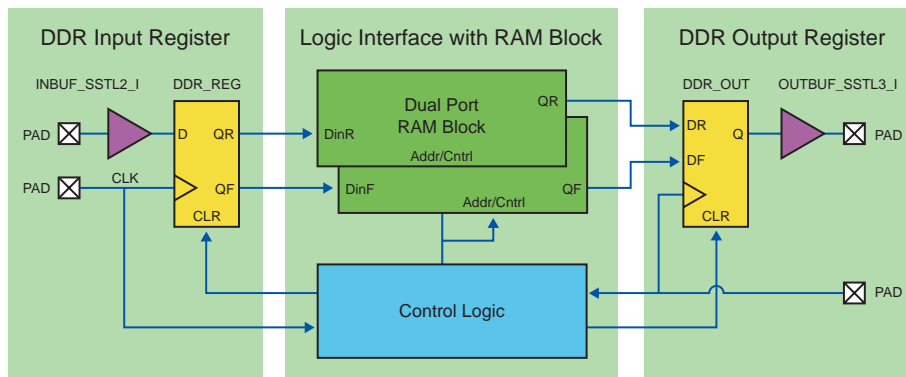 DDR Input Register
Logic Interface with RAM Block
DDR Output Register
INBUF_SSTL2_I
DDR_REG
DDR_OUT
OUTBUF_SSTL3_I
PAD
D
QR
QF
CLR
PAD
CLK
Dual Port
RAM Block
DinR
QR
Addr/Cntrl
DinF
QF
Addr/Cntrl
Control Logic
DR
DF
Q
CLR
PAD
PAD